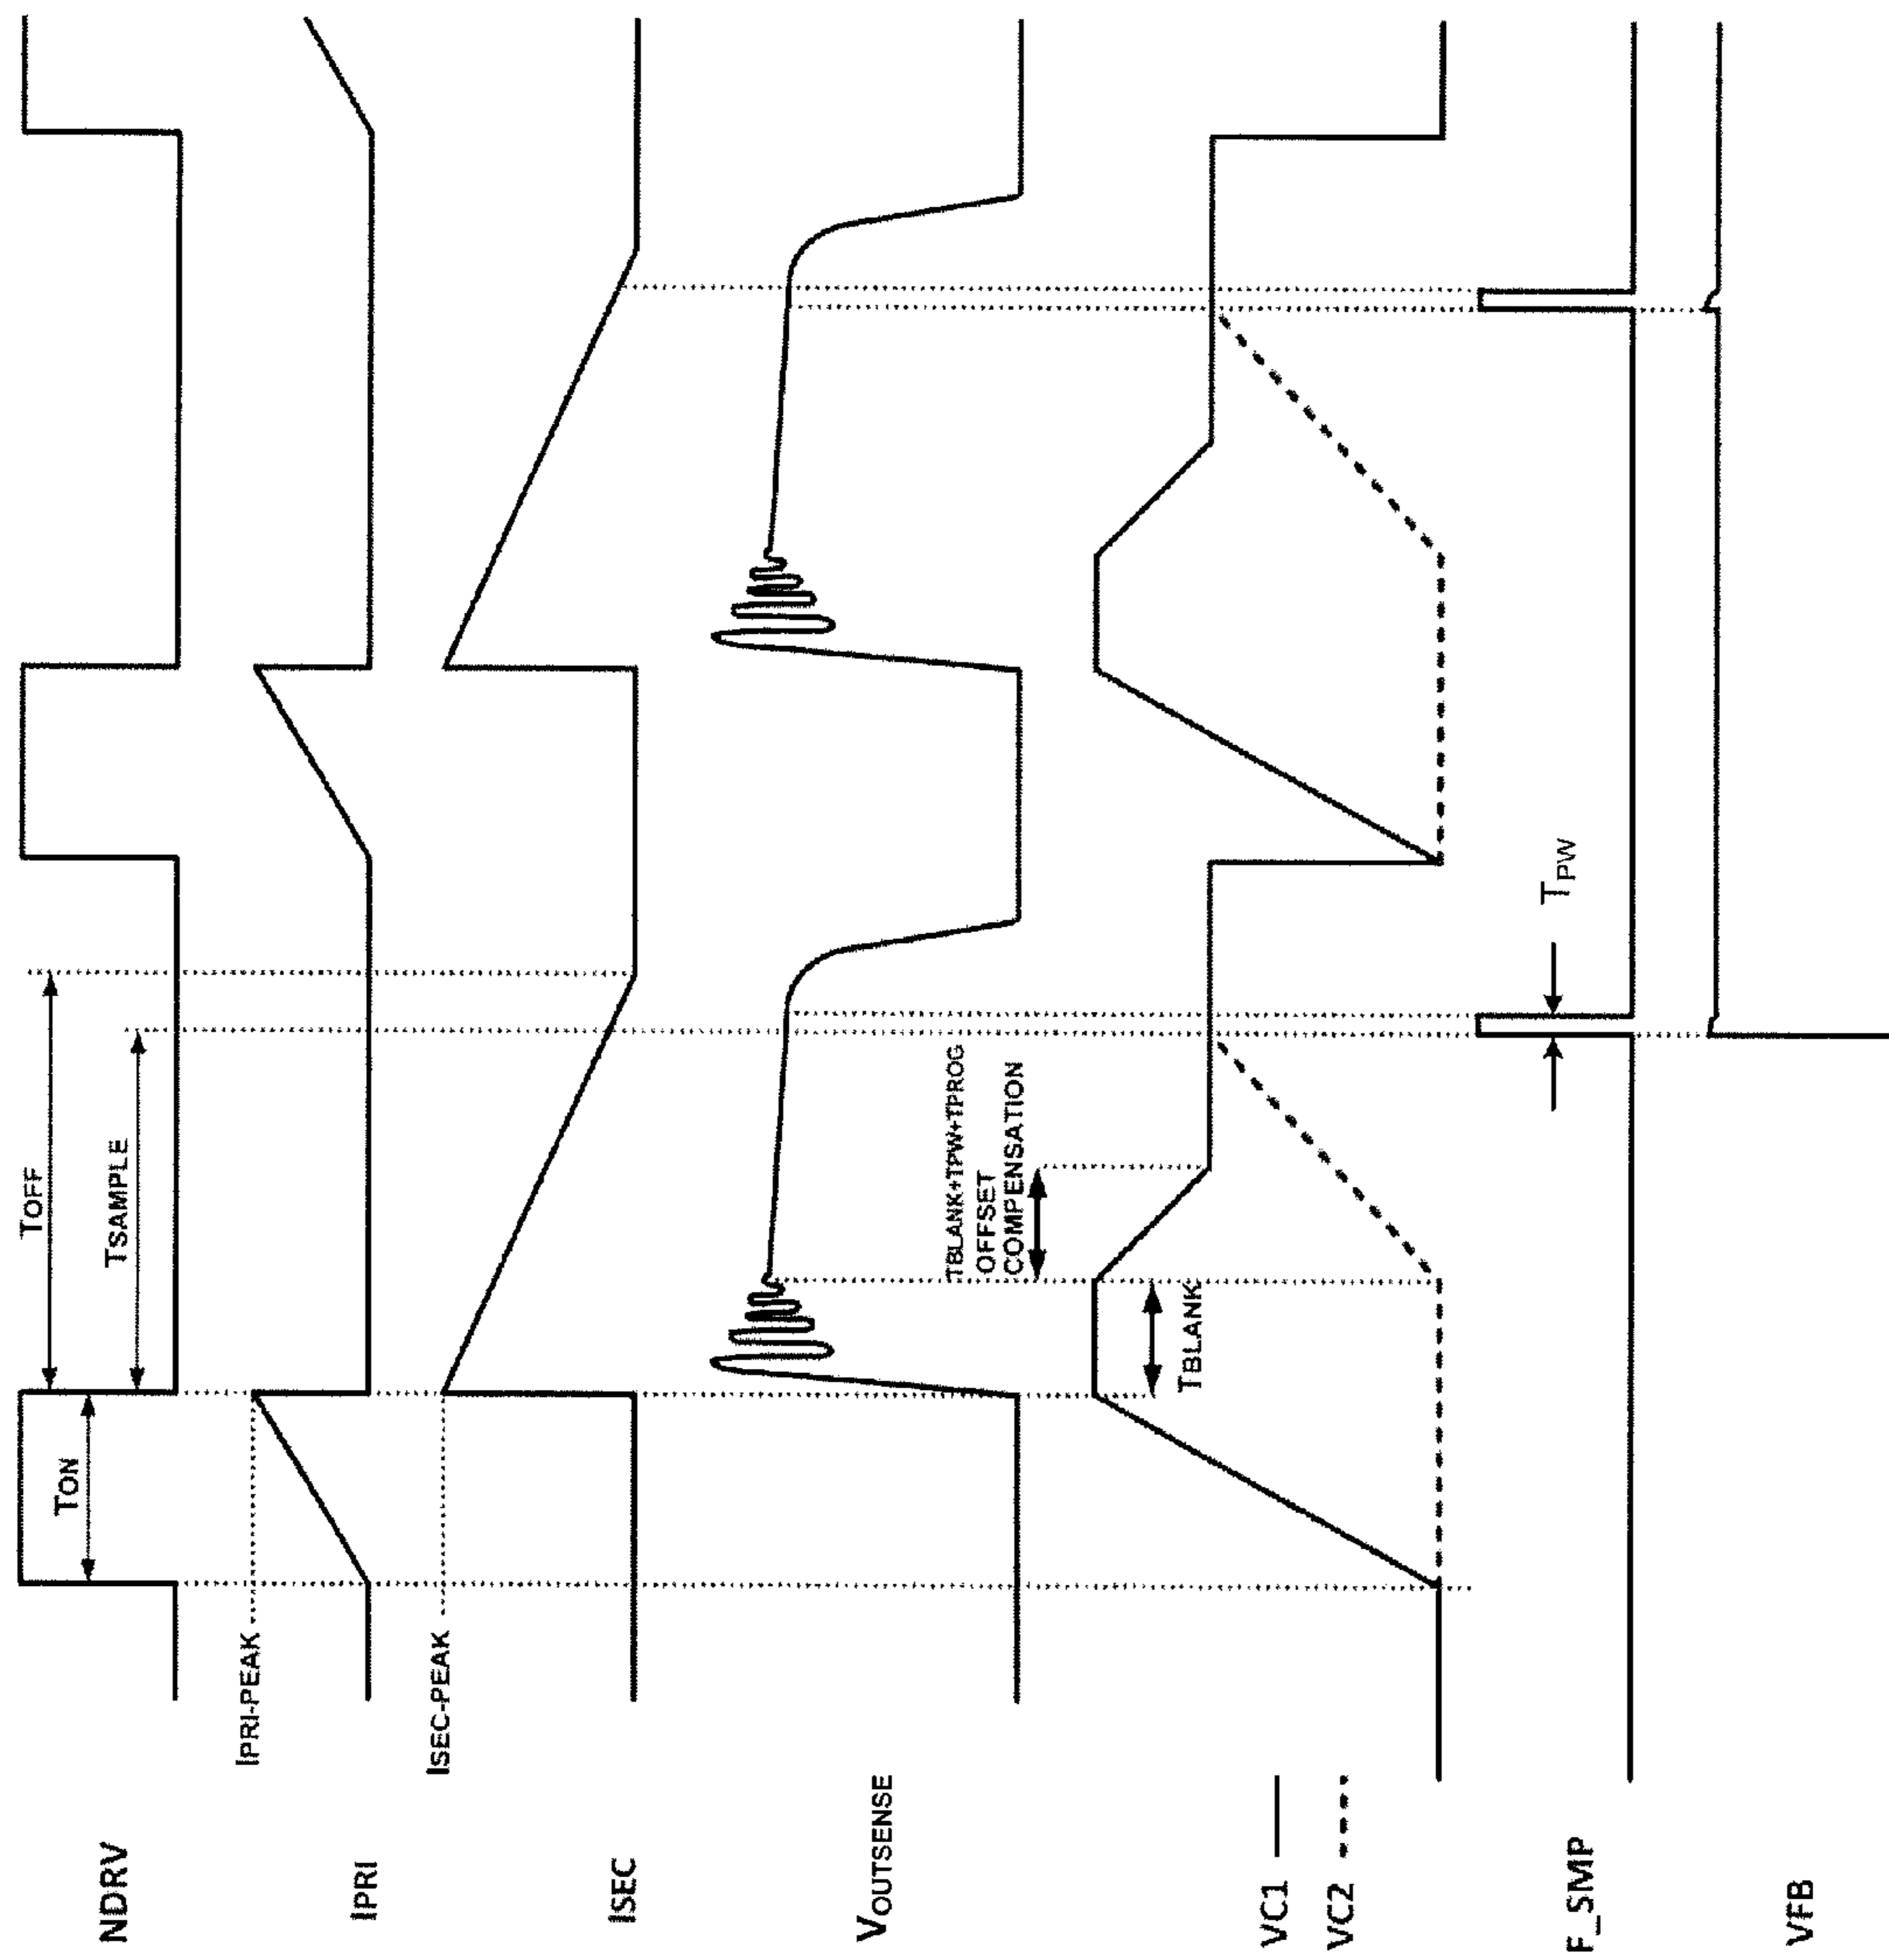 NDRV
TON
TOFF
TSAMPLE
IPRI-PEAK
IPRI
ISEC-PEAK
ISEC
VOUTSENSE
TBLANK+TPW+TPROG
OFFSET
COMPENSATION
TBLANK
VC1
VC2
TPW
F_SMP
VFB